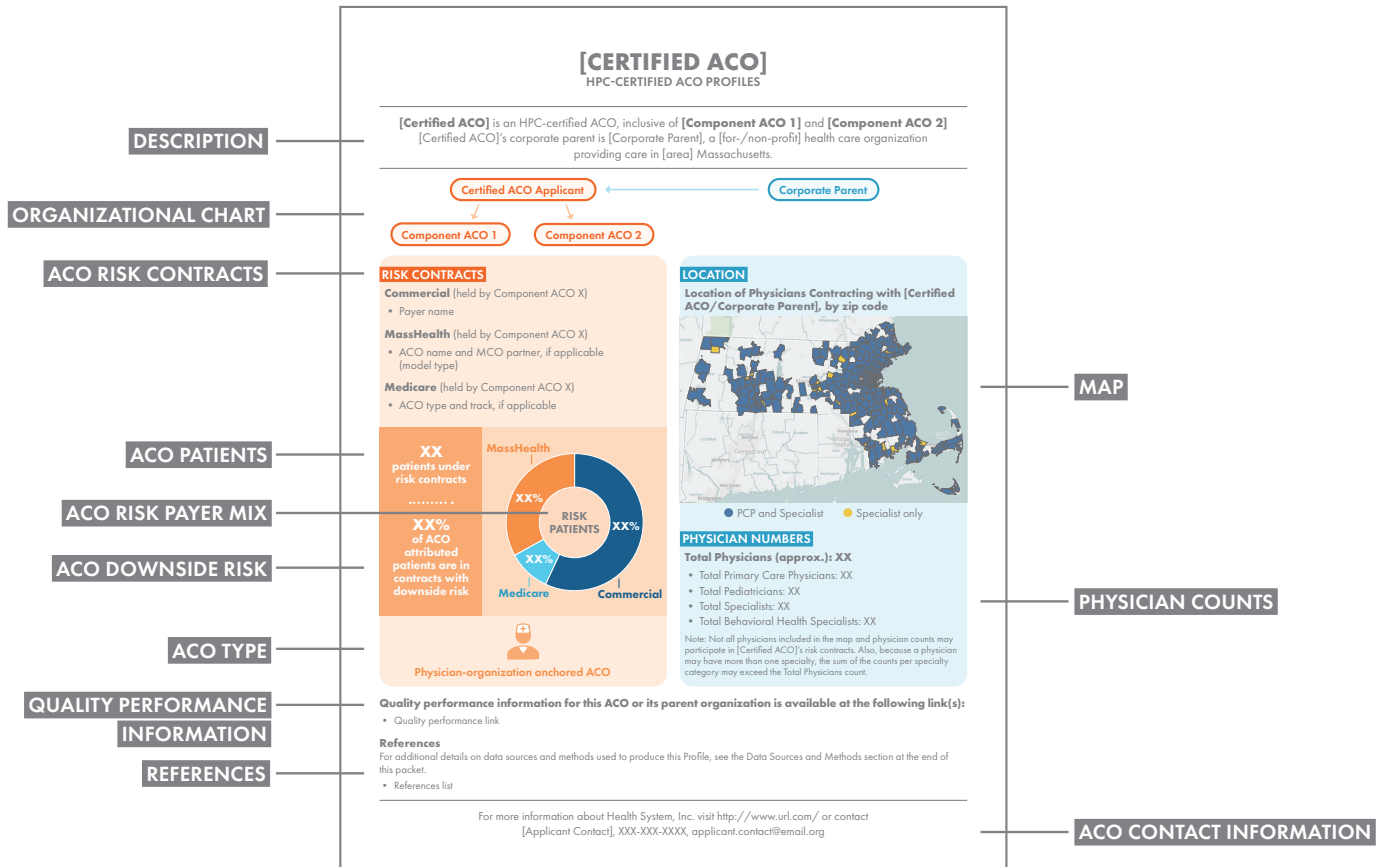 [CERTIFIED ACO]
HPC-CERTIFIED ACO PROFILES
DESCRIPTION
[Certified ACO] is an HPC-certified ACO, inclusive of [Component ACO 1] and [Component ACO 2]
[Certified ACO]'s corporate parent is [Corporate Parent], a [for-/non-profit] health care organization
providing care in [area] Massachusetts.
ORGANIZATIONAL CHART
Certified ACO Applicant
Corporate Parent
Component ACO 1
Component ACO 2
ACO RISK CONTRACTS
RISK CONTRACTS
Commercial (held by Component ACO X)
• Payer name
MassHealth (held by Component ACO X)
• ACO name and MCO partner, if applicable
(model type)
Medicare (held by Component ACO X)
• ACO type and track, if applicable
ACO PATIENTS
XX
patients under
risk contracts
..........
ACO RISK PAYER MIX
ACO DOWNSIDE RISK
XX%
of ACO
attributed
patients are in
contracts with
downside risk
MassHealth
XX%
RISK
PATIENTS
XX%
XX%
Medicare
Commercial
ACO TYPE
Physician-organization anchored ACO
LOCATION
Location of Physicians Contracting with [Certified
ACO/Corporate Parent], by zip code
MAP
Connecticut
PCP and Specialist
Specialist only
PHYSICIAN NUMBERS
Total Physicians (approx.): XX
• Total Primary Care Physicians: XX
• Total Pediatricians: XX
• Total Specialists: XX
• Total Behavioral Health Specialists: XX
PHYSICIAN COUNTS
Note: Not all physicians included in the map and physician counts may
participate in [Certified ACO]'s risk contracts. Also, because a physician
may have more than one specialty, the sum of the counts per specialty
category may exceed the Total Physicians count.
QUALITY PERFORMANCE
INFORMATION
Quality performance information for this ACO or its parent organization is available at the following link(s):
• Quality performance link
REFERENCES
References
For additional details on data sources and methods used to produce this Profile, see the Data Sources and Methods section at the end of
this packet.
• References list
For more information about Health System, Inc. visit http://www.url.com/ or contact
[Applicant Contact], XXX-XXX-XXXX, applicant.contact@email.org
ACO CONTACT INFORMATION